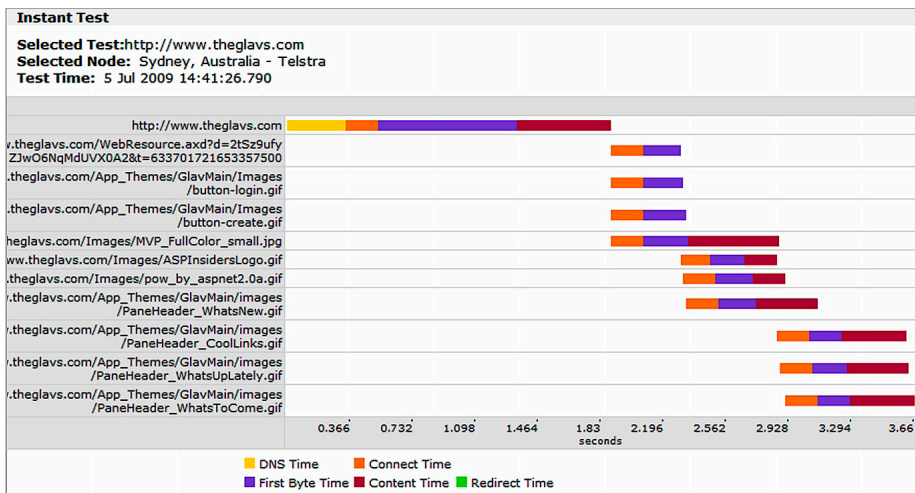 Instant Test
Selected Test:http://www.theglavs.com
Selected Node: Sydney, Australia - Telstra
Test Time: 5 Jul 2009 14:41:26.790
http://www.theglavs.com
.theglavs.com/WebResource.axd?d=2tSz9ufy
ZJwO6NqMdUVX0A2&t=633701721653357500
.theglavs.com/App_Themes/GlavMain/Images
/button-login.gif
.theglavs.com/App_Themes/GlavMain/Images
/button-create.gif
heglavs.com/Images/MVP_FullColor_small.jpg
ww.theglavs.com/Images/ASPInsidersLogo.gif
.theglavs.com/Images/pow_by_aspnet2.0a.gif
.theglavs.com/App_Themes/GlavMain/images
/PaneHeader_WhatsNew.gif
.theglavs.com/App_Themes/GlavMain/images
/PaneHeader_CoolLinks.gif
.theglavs.com/App_Themes/GlavMain/images
/PaneHeader_WhatsUpLately.gif
.theglavs.com/App_Themes/GlavMain/images
/PaneHeader_WhatsToCome.gif
0.366 0.732 1.098 1.464 1.83 2.196 2.562 2.928 3.294 3.66
seconds
DNS Time Connect Time
First Byte Time Content Time Redirect Time